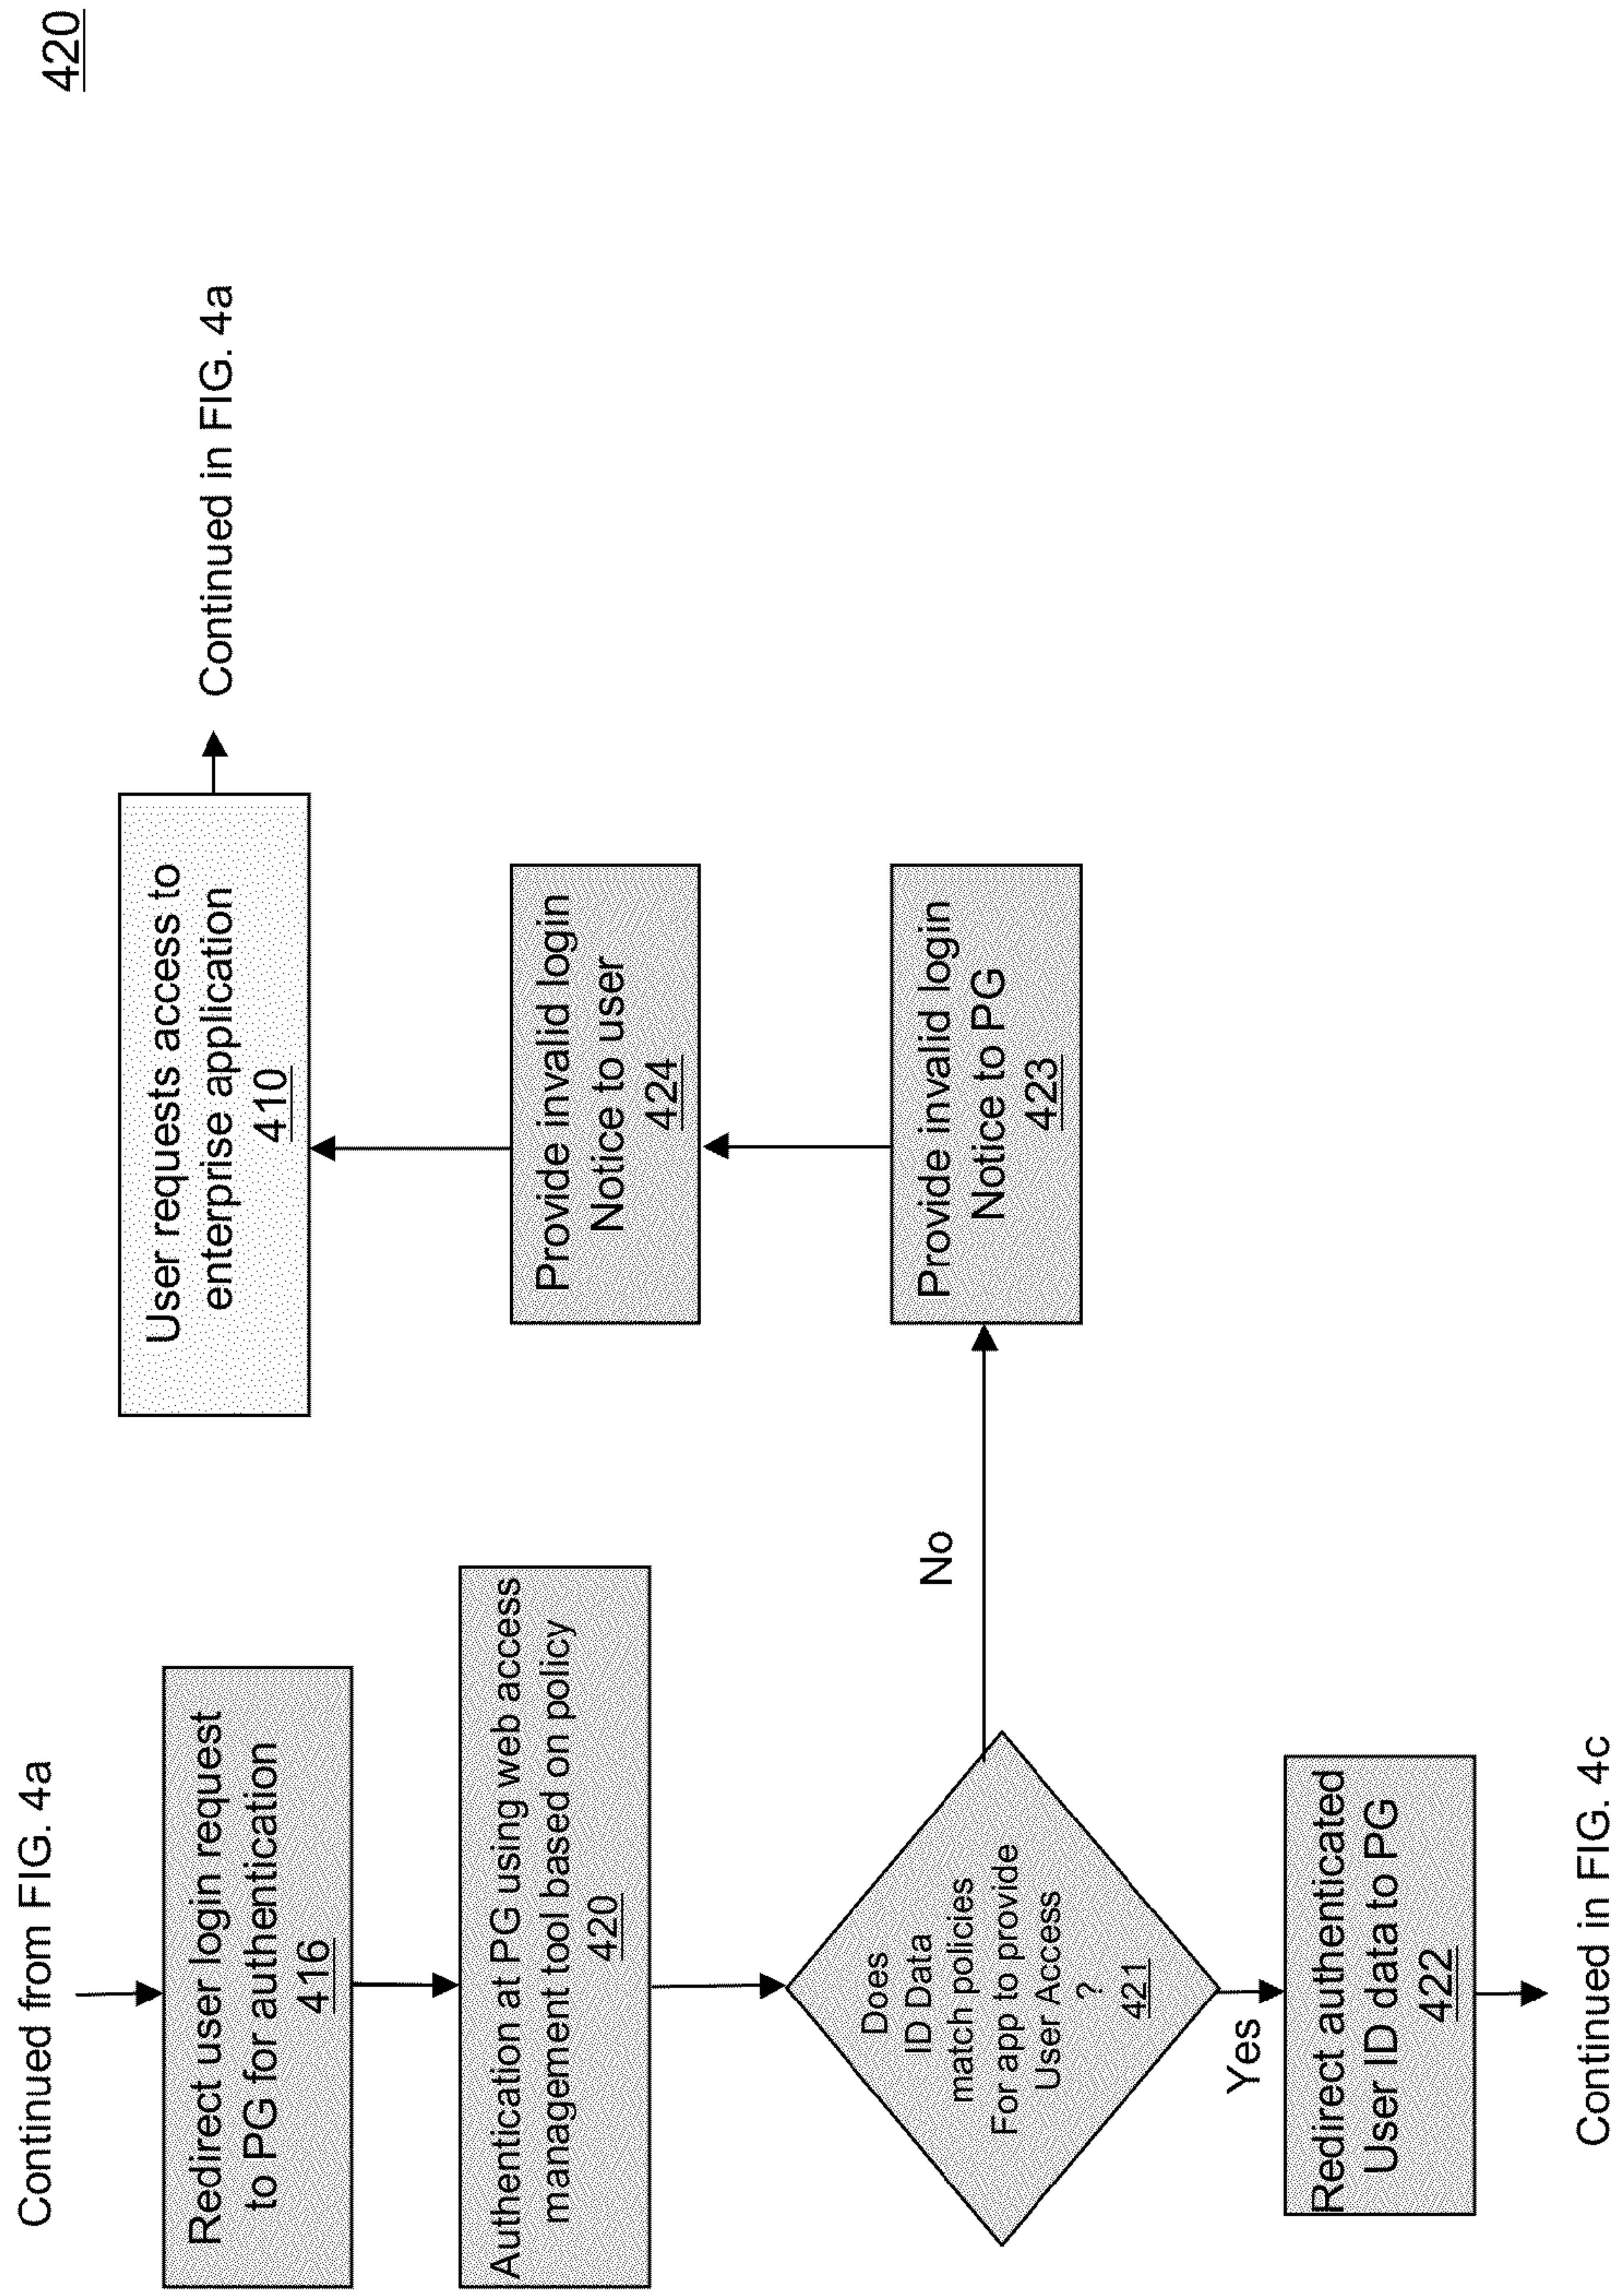 420
Continued from FIG. 4a
Redirect user login request
to PG for authentication
416
Authentication at PG using web access
management tool based on policy
420
Does
ID Data
match policies
For app to provide
User Access
?
421
Yes
No
Redirect authenticated
User ID data to PG
422
Continued in FIG. 4c
Provide invalid login
Notice to PG
423
Provide invalid login
Notice to user
424
User requests access to
enterprise application
410
Continued in FIG. 4a